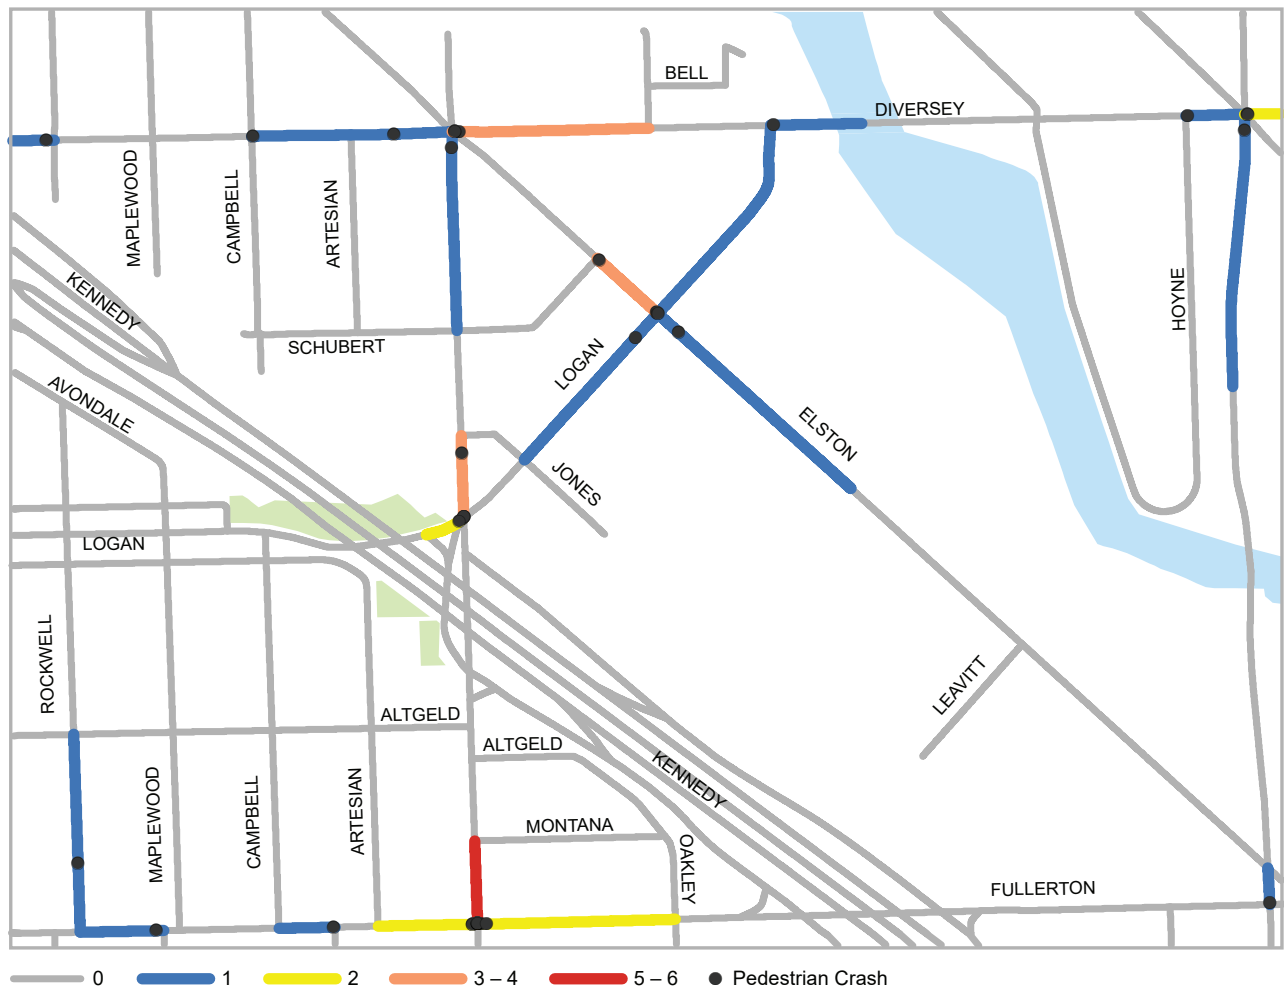 BELL
DIVERSEY
MAPLEWOOD
CAMPBELL
ARTESIAN
KENNEDY
HOYNE
SCHUBERT
LOGAN
AVONDALE
ELSTON
JONES
LOGAN
ROCKWELL
LEAVITT
ALTGELD
ALTGELD
KENNEDY
MAPLEWOOD
CAMPBELL
ARTESIAN
MONTANA
OAKLEY
FULLERTON
0 1 2 3 – 4 5 – 6 Pedestrian Crash